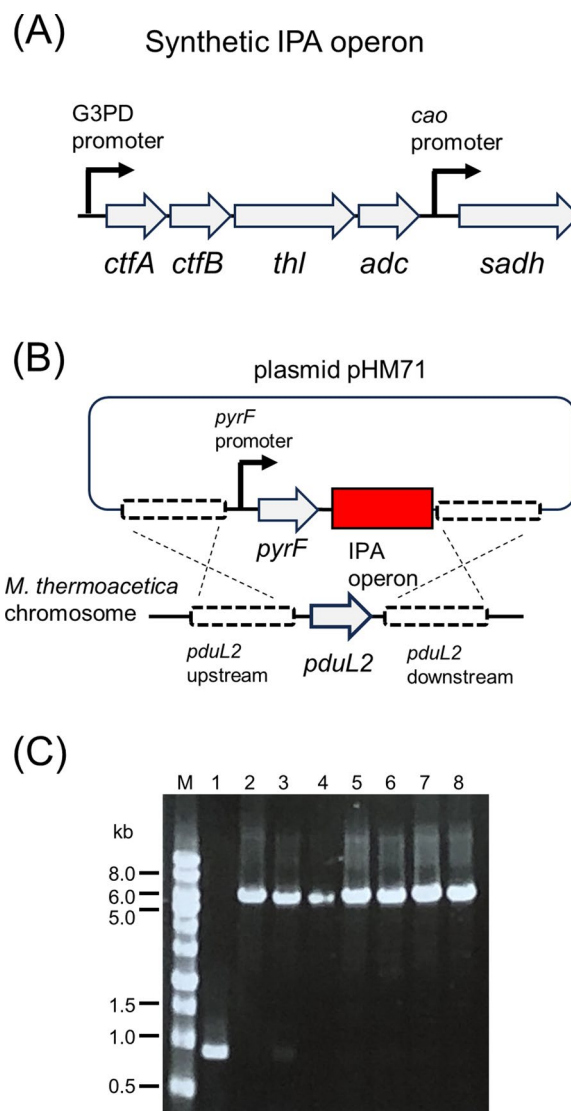 (A)
Synthetic IPA operon
G3PD
promoter
cao
promoter
ctfA ctfB thl adc sadh
(B)
plasmid pHM71
pyrF
promoter
pyrF
IPA
operon
M. thermoacetica
chromosome
pduL2
upstream
pduL2
pduL2
downstream
(C)
M 1 2 3 4 5 6 7 8
kb
8.0
6.0
5.0
1.5
1.0
0.5